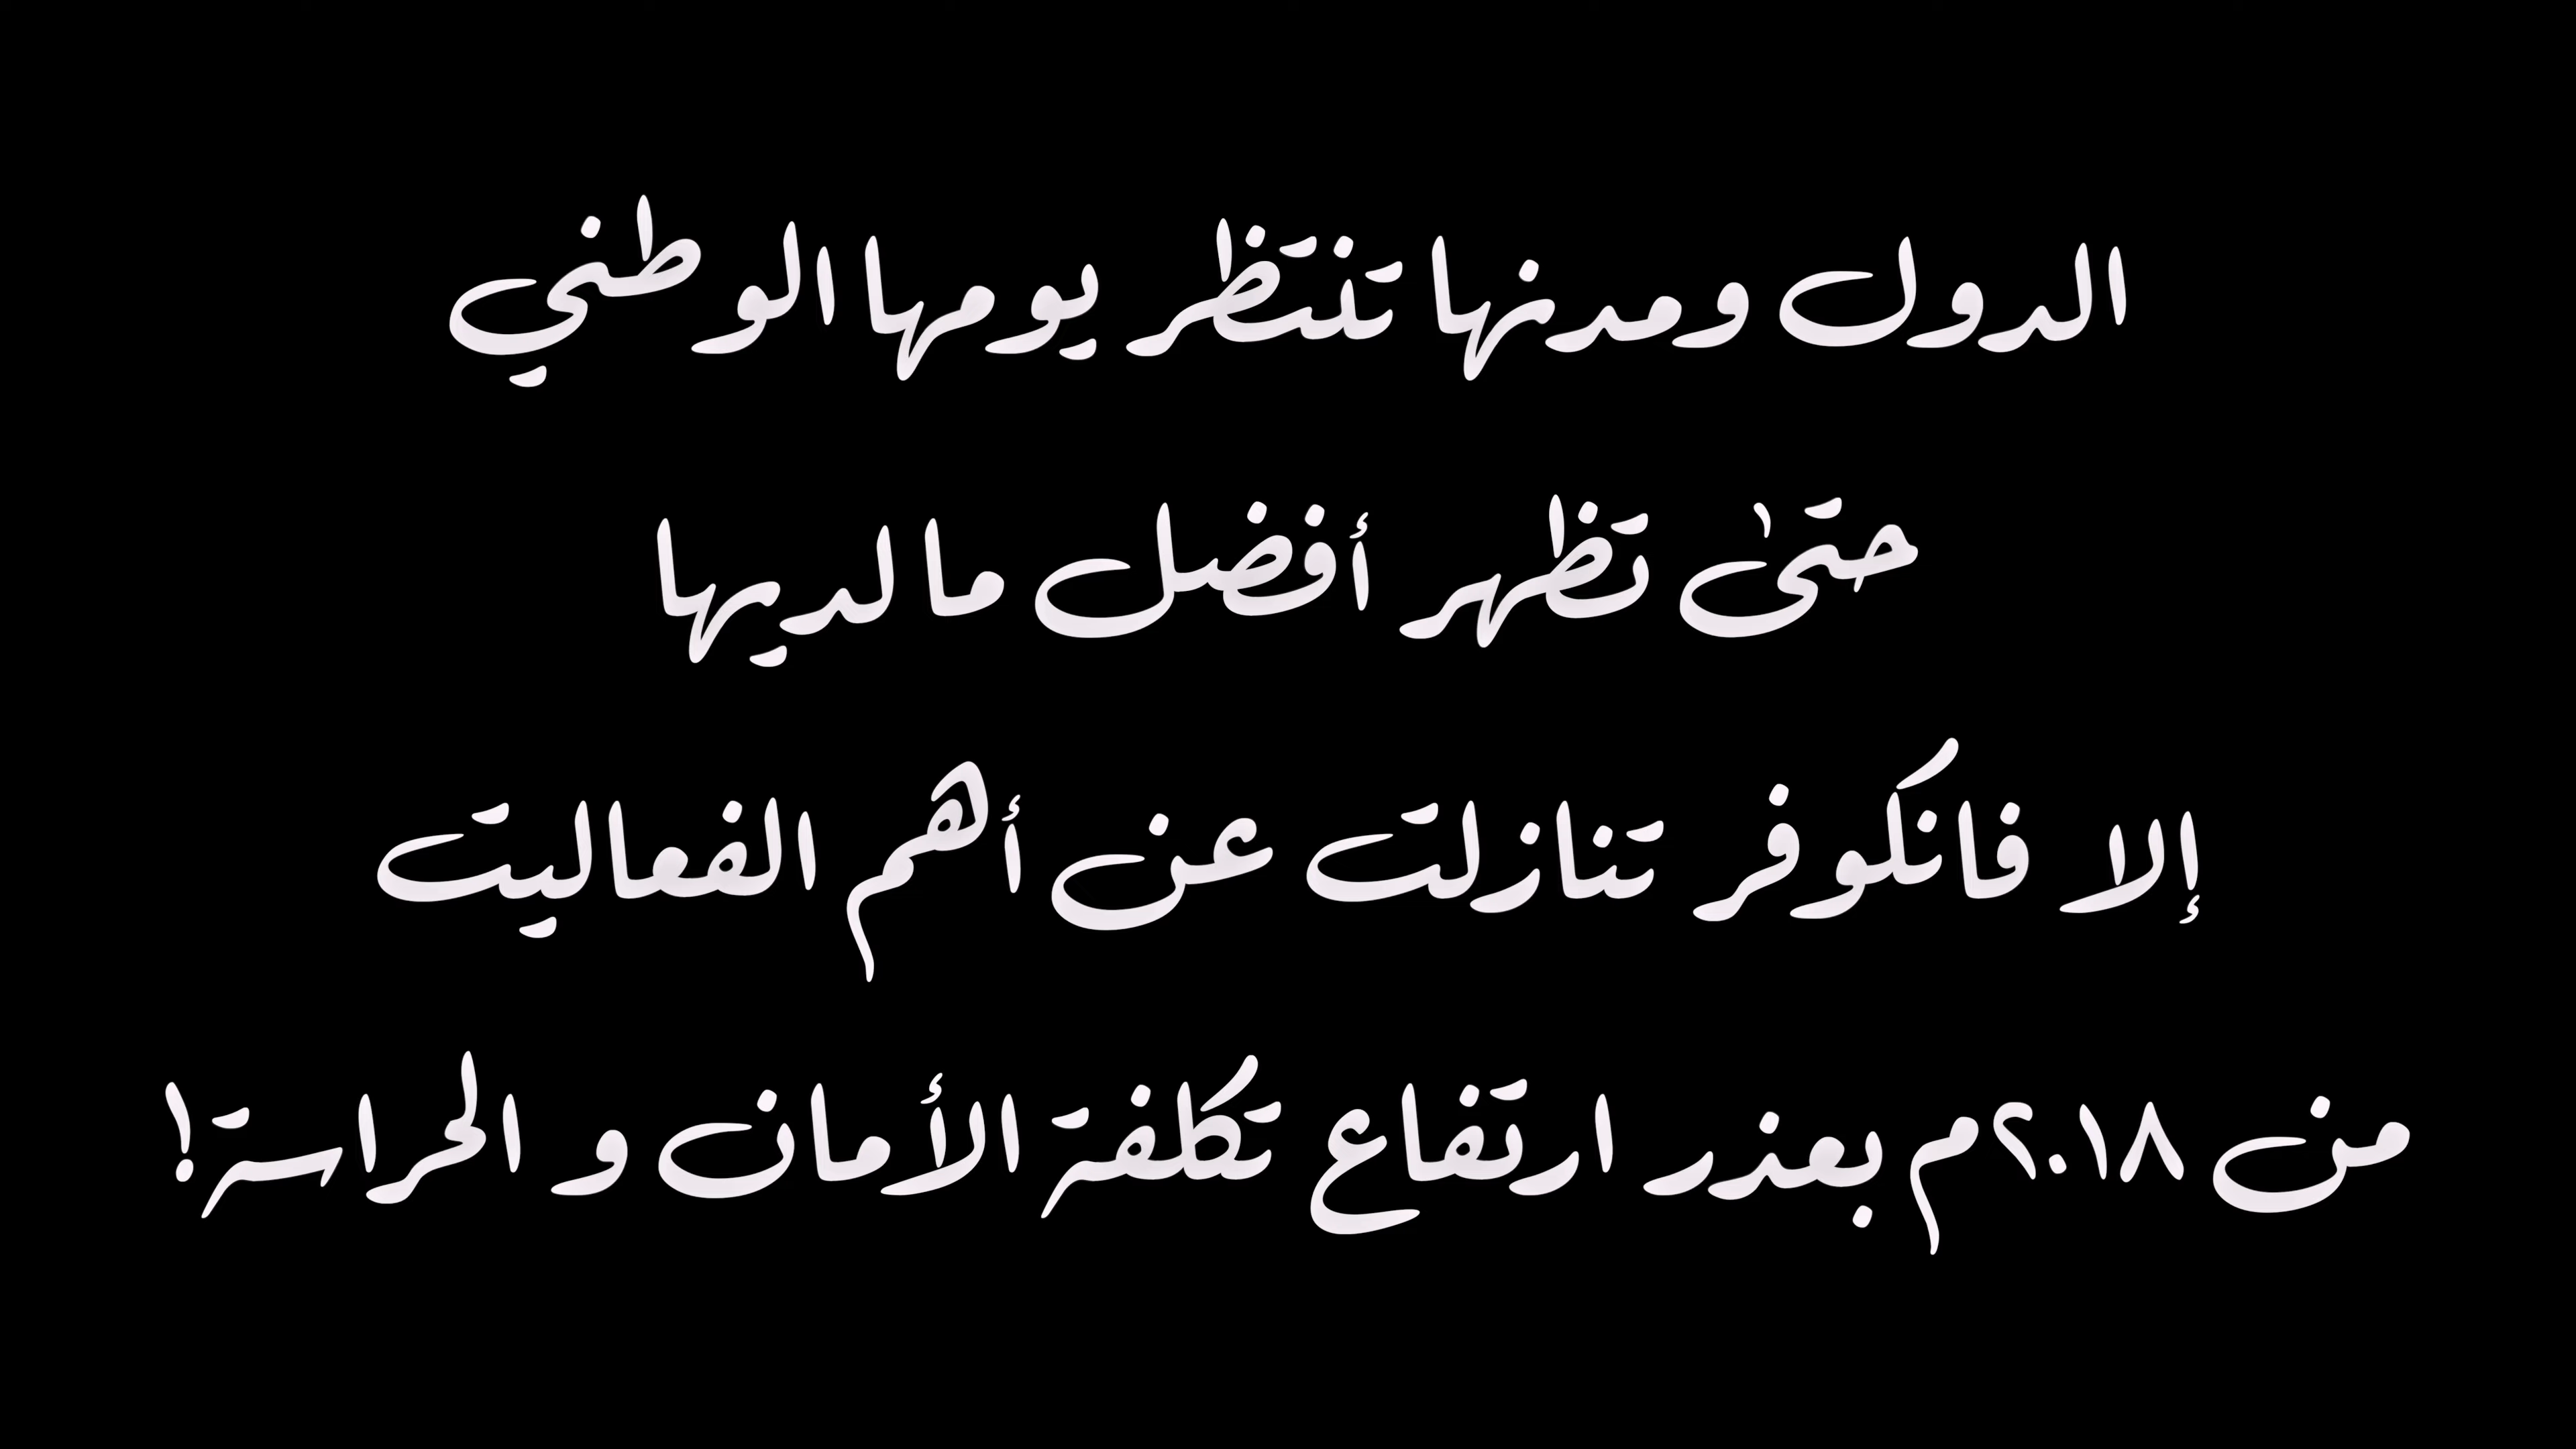 الدول ومدنها تنتظر يومها الوطني
حتى تظهر أفضل ما لديها
إلا فانكوفر تنازلت عن أهم الفعاليت
من ٢٠١٨م بعذر ارتفاع تكلفة الأمان و الحراسة!